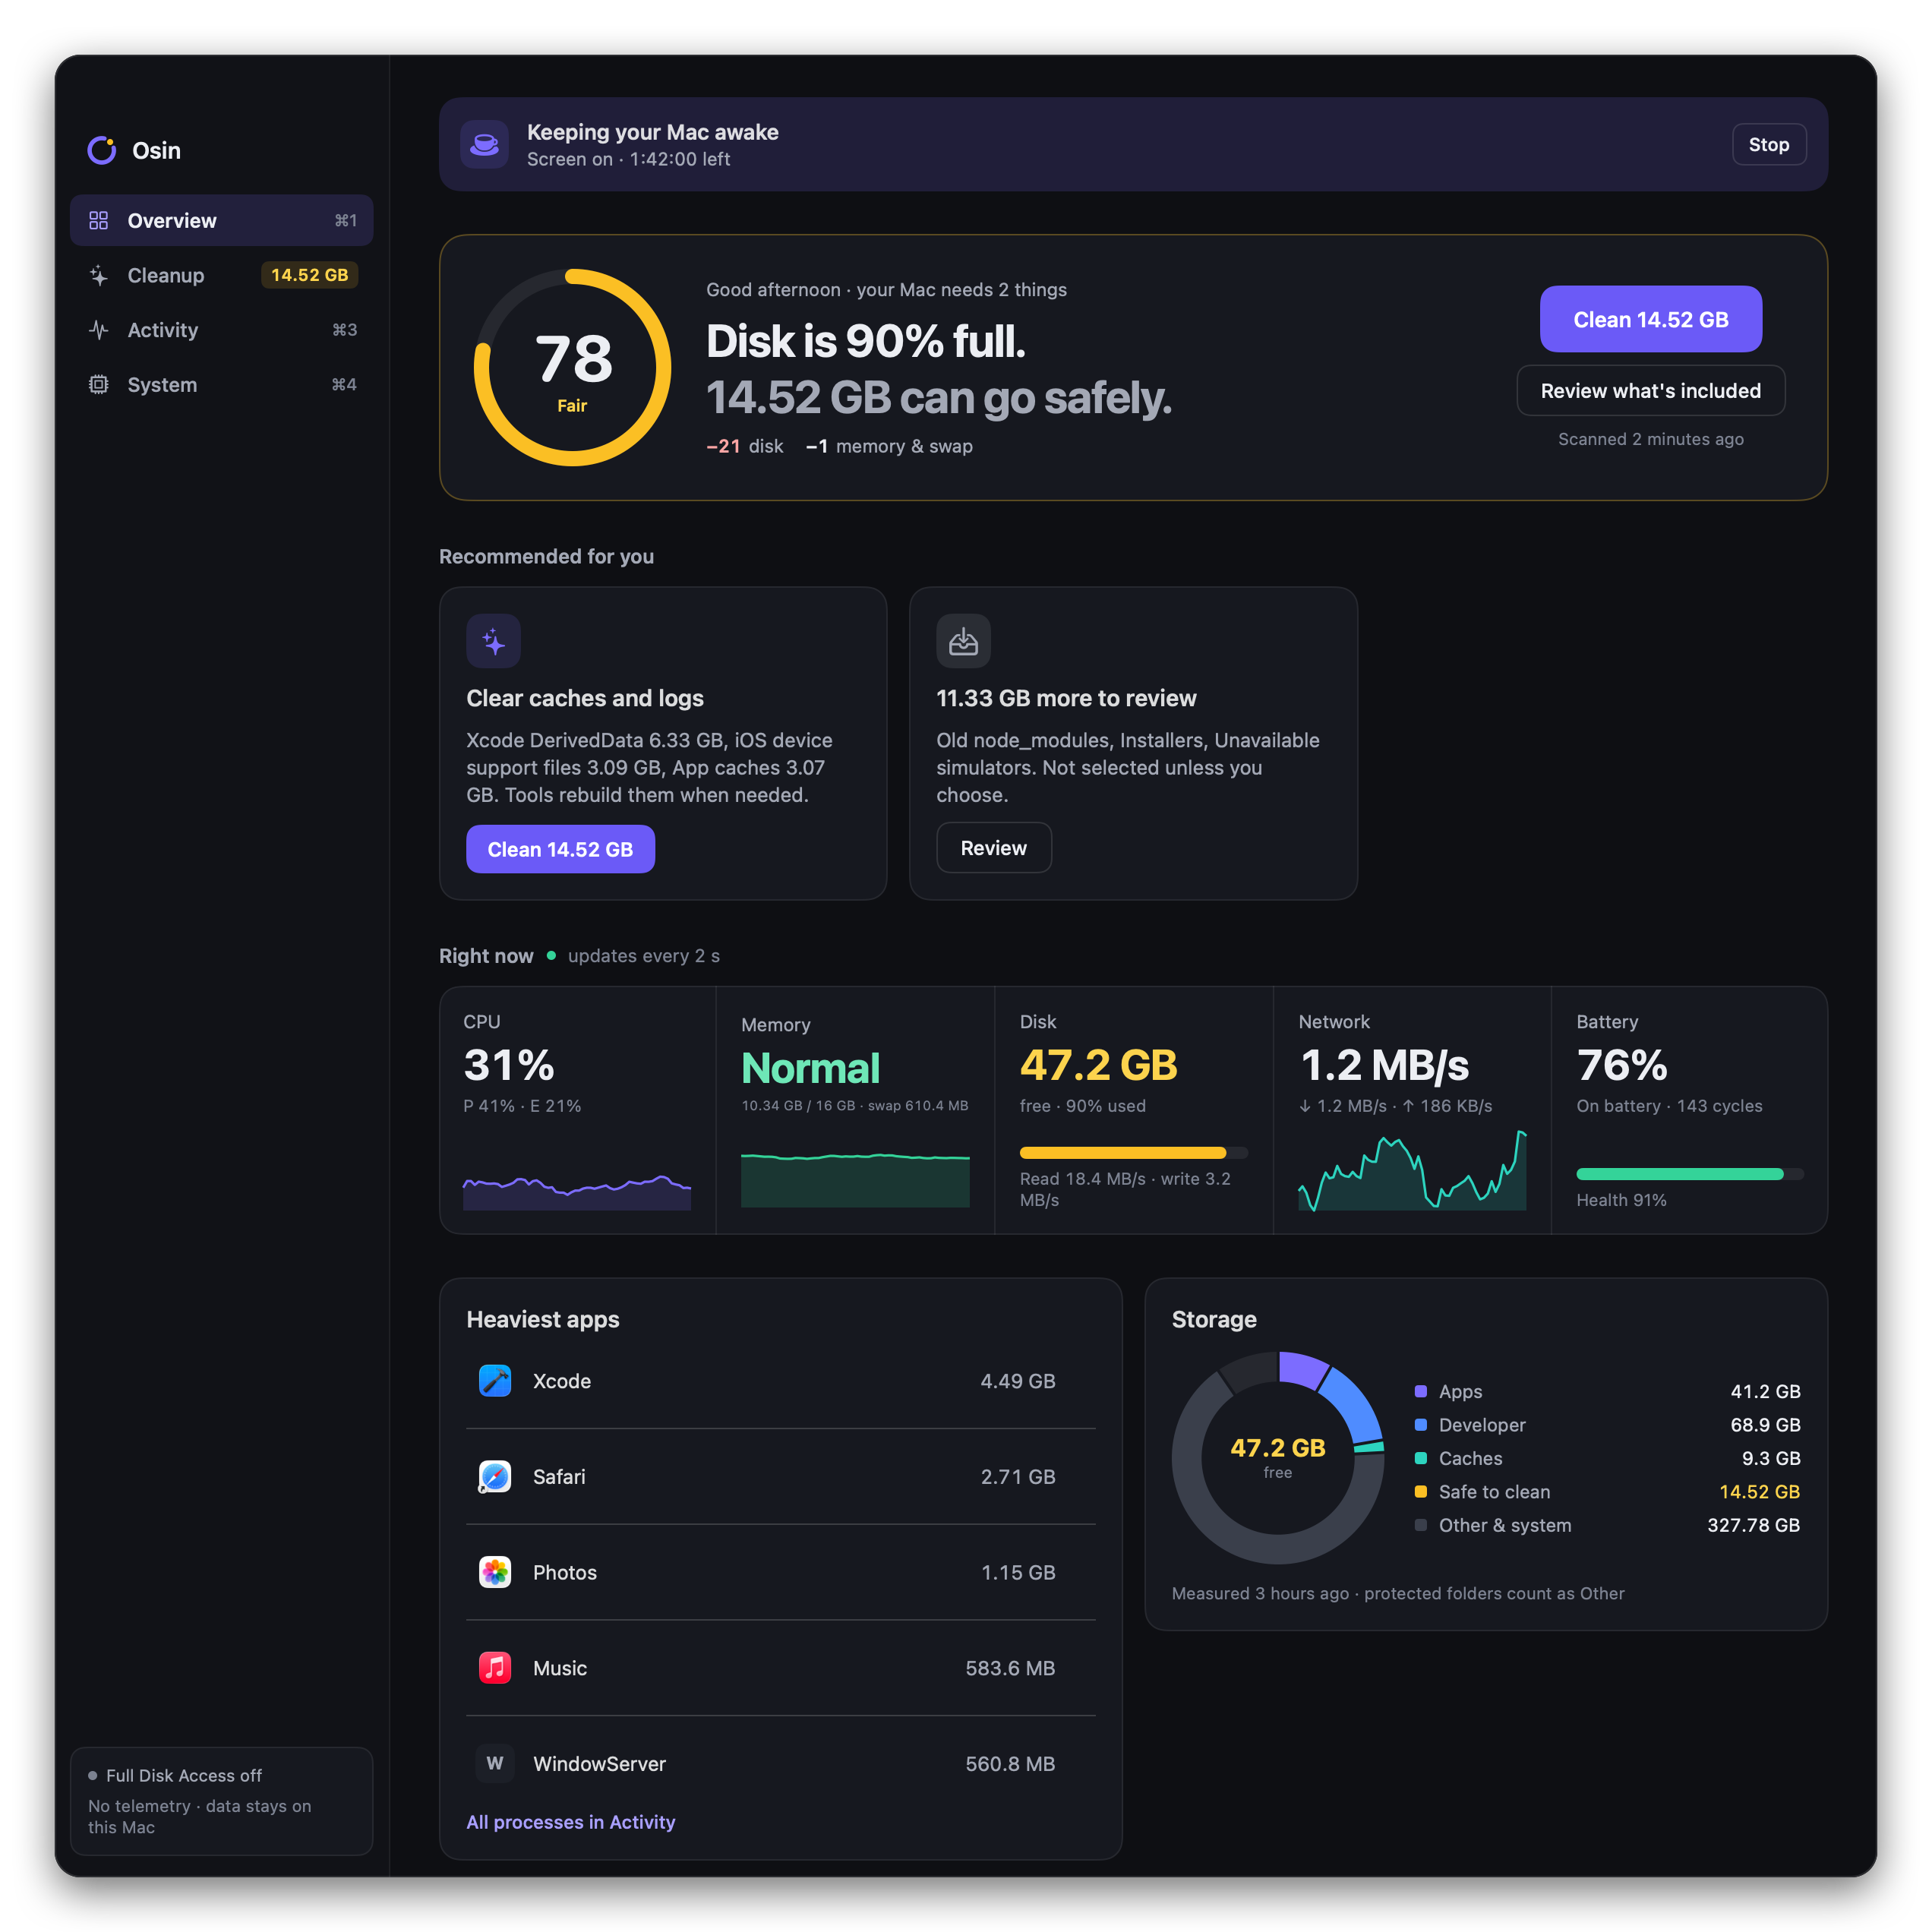 Osin
Overview ⌘1
Cleanup 14.52 GB
Activity ⌘3
System ⌘4
Full Disk Access off
No telemetry · data stays on
this Mac
Keeping your Mac awake
Screen on · 1:42:00 left
Stop
78
Fair
Good afternoon · your Mac needs 2 things
Disk is 90% full.
14.52 GB can go safely.
−21 disk −1 memory & swap
Clean 14.52 GB
Review what's included
Scanned 2 minutes ago
Recommended for you
Clear caches and logs
Xcode DerivedData 6.33 GB, iOS device
support files 3.09 GB, App caches 3.07
GB. Tools rebuild them when needed.
Clean 14.52 GB
11.33 GB more to review
Old node_modules, Installers, Unavailable
simulators. Not selected unless you
choose.
Review
Right now updates every 2 s
CPU
31%
P 41% · E 21%
Memory
Normal
10.34 GB / 16 GB · swap 610.4 MB
Disk
47.2 GB
free · 90% used
Read 18.4 MB/s · write 3.2
MB/s
Network
1.2 MB/s
↓ 1.2 MB/s · ↑ 186 KB/s
Battery
76%
On battery · 143 cycles
Health 91%
Heaviest apps
Xcode 4.49 GB
Safari 2.71 GB
Photos 1.15 GB
Music 583.6 MB
W WindowServer 560.8 MB
All processes in Activity
Storage
47.2 GB
free
Apps 41.2 GB
Developer 68.9 GB
Caches 9.3 GB
Safe to clean 14.52 GB
Other & system 327.78 GB
Measured 3 hours ago · protected folders count as Other